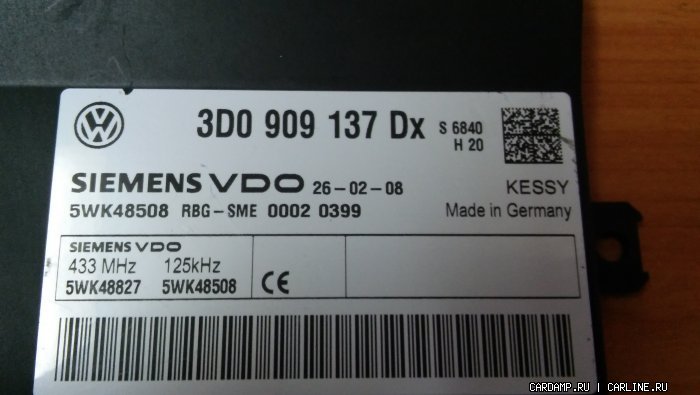 3D0 909 137 Dx S 6840
H 20
SIEMENS VDO 26-02-08 KESSY
5WK48508 RBG-SME 0002 0399 Made in Germany
SIEMENS VDO
433 MHz 125kHz
5WK48827 5WK48508 CE
CARDAMP.RU | CARLINE.RU